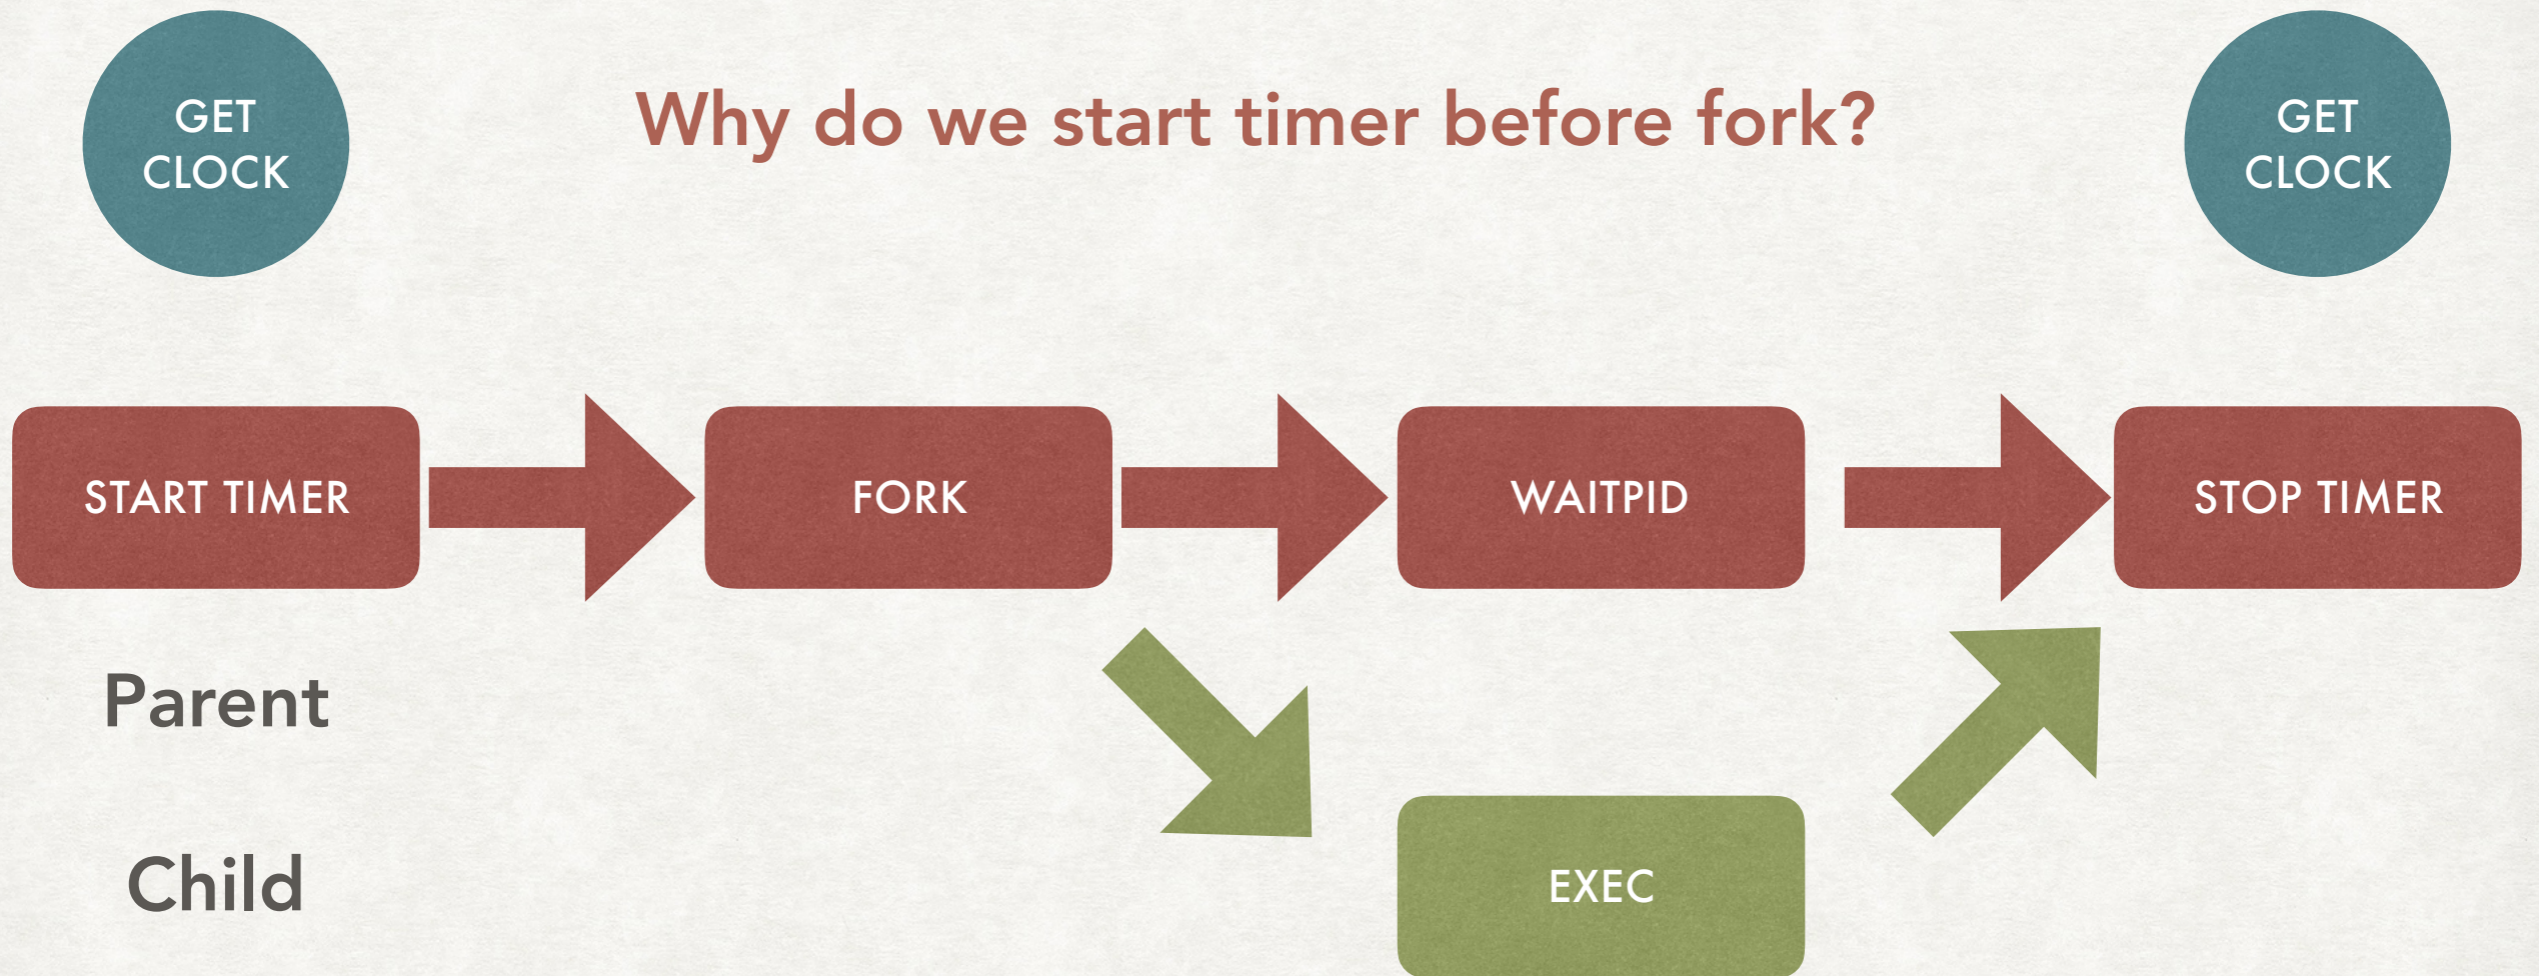 GET
CLOCK
Why do we start timer before fork?
GET
CLOCK
START TIMER
FORK
WAITPID
STOP TIMER
Parent
Child
EXEC